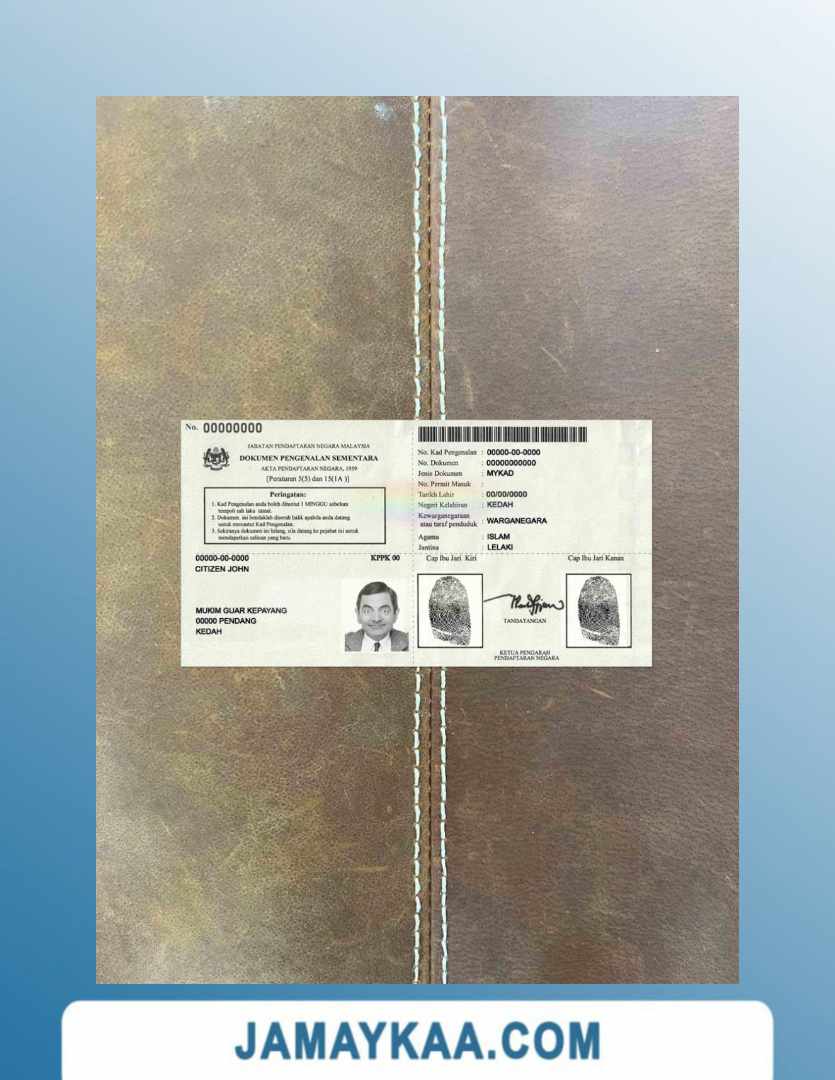 No. 00000000
JABATAN PENDAFTARAN NEGARA MALAYSIA
DOKUMEN PENGENALAN SEMENTARA
AKTA PENDAFTARAN NEGARA, 1959
[Peraturan 5(5) dan 15(1A )]
Peringatan:
1. Kad Pengenalan anda boleh dituntut 1 MINGGU sebelum
tempoh sah laku tamat.
2. Dokumen ini hendaklah diserah balik apabila anda datang
untuk menuntut Kad Pengenalan.
3. Sekiranya dokumen ini hilang, sila datang ke pejabat ini untuk
mendapatkan salinan yang baru.
00000-00-0000 KPPK 00
CITIZEN JOHN
MUKIM GUAR KEPAYANG
00000 PENDANG
KEDAH
No. Kad Pengenalan : 00000-00-0000
No. Dokumen : 00000000000
Jenis Dokumen : MYKAD
No. Permit Masuk :
Tarikh Lahir : 00/00/0000
Negeri Kelahiran : KEDAH
Kewarganegaraan
atau taraf penduduk : WARGANEGARA
Agama : ISLAM
Jantina : LELAKI
Cap Ibu Jari Kiri Cap Ibu Jari Kanan
TANDATANGAN
KETUA PENGARAH
PENDAFTARAN NEGARA
JAMAYKAA.COM